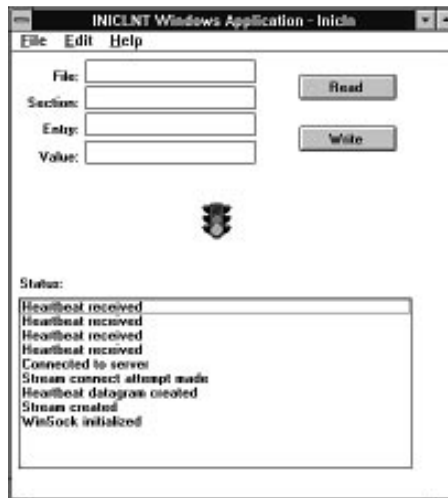 INICLNT Windows Application - Inicln
File Edit Help
File:
Read
Section:
Entry:
Write
Value:
Status:
Heartbeat received
Heartbeat received
Heartbeat received
Heartbeat received
Connected to server
Stream connect attempt made
Heartbeat datagram created
Stream created
WinSock initialized